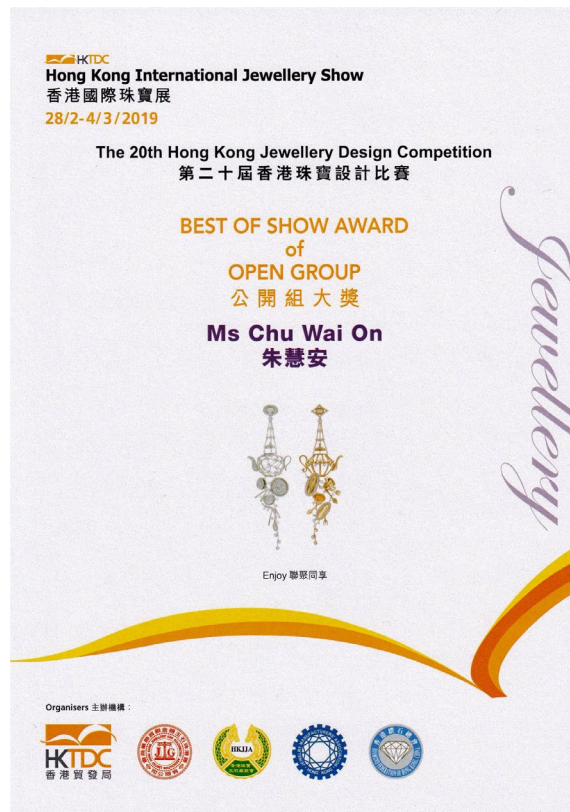 HKTDC
Hong Kong International Jewellery Show
香港國際珠寶展
28/2-4/3/2019
The 20th Hong Kong Jewellery Design Competition
第二十屆香港珠寶設計比賽
BEST OF SHOW AWARD
of
OPEN GROUP
公開組大獎
Ms Chu Wai On
朱慧安
Jewellery
Enjoy 聯聚同享
Organisers 主辦機構：
HKTDC
香港貿發局
HKJJA